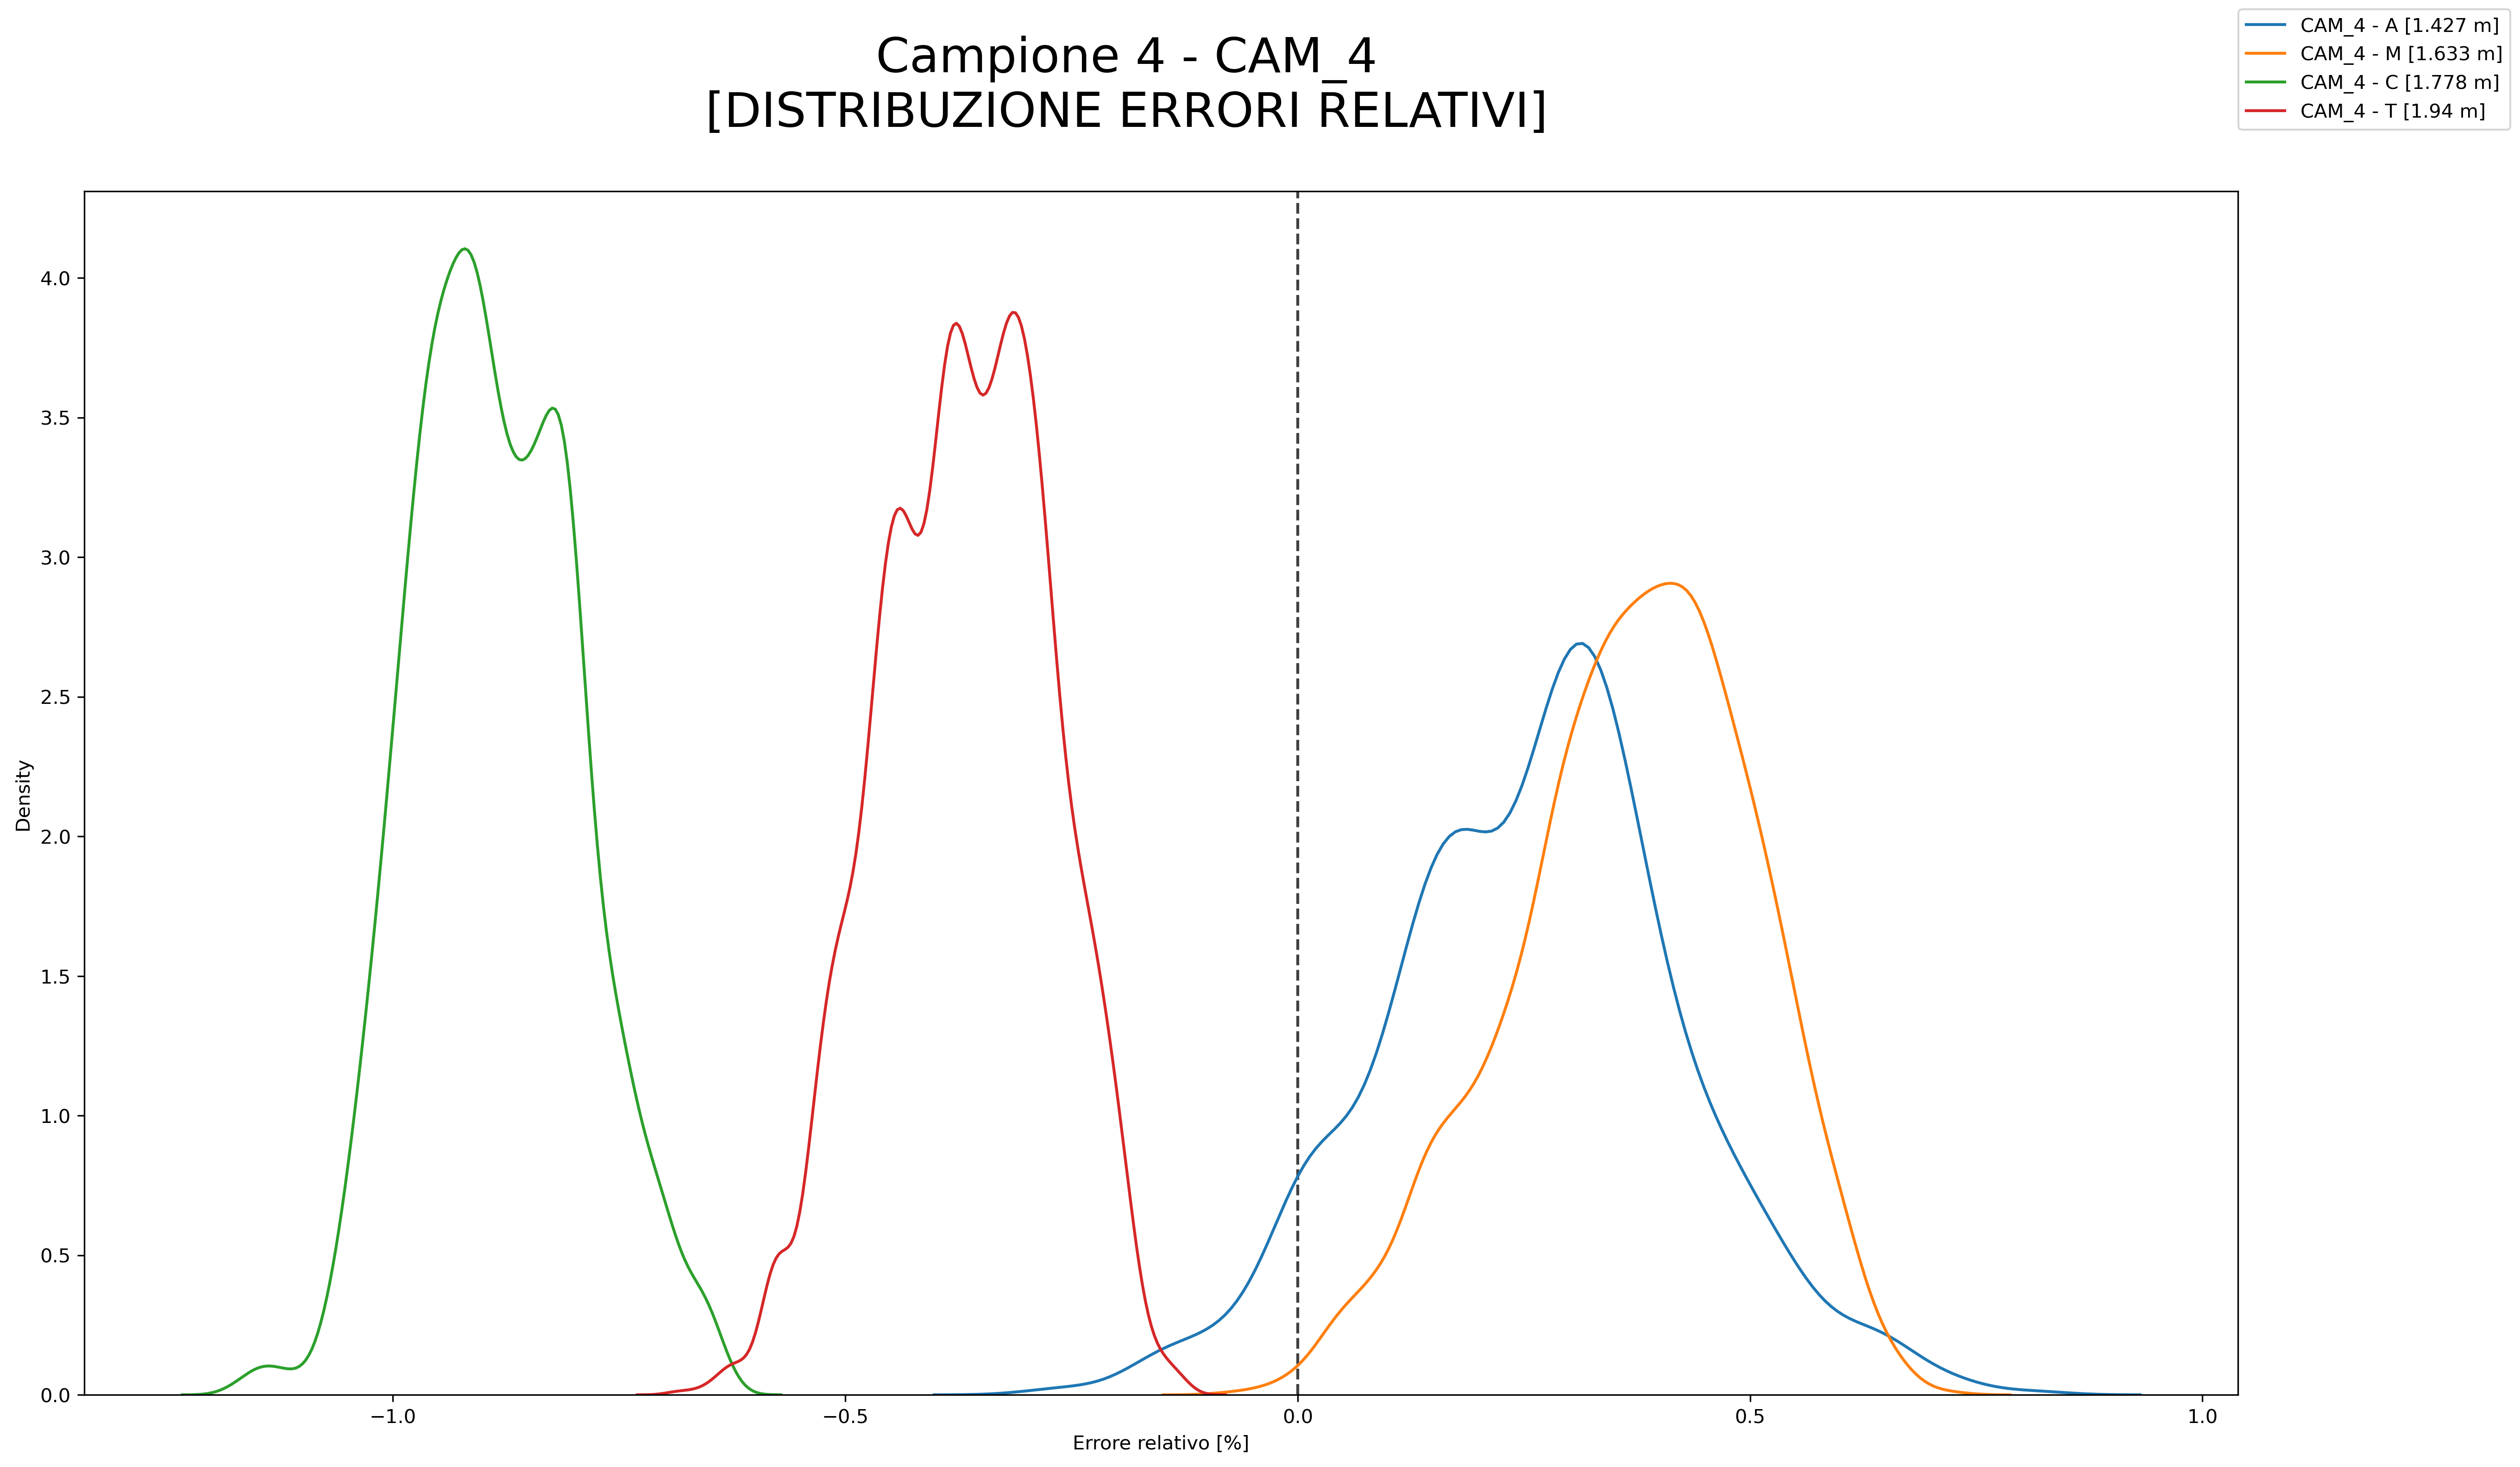 Campione 4 - CAM_4
[DISTRIBUZIONE ERRORI RELATIVI]
CAM_4 - A [1.427 m]
CAM_4 - M [1.633 m]
CAM_4 - C [1.778 m]
CAM_4 - T [1.94 m]
4.0
3.5
3.0
2.5
2.0
1.5
1.0
0.5
0.0
Density
−1.0
−0.5
0.0
0.5
1.0
Errore relativo [%]